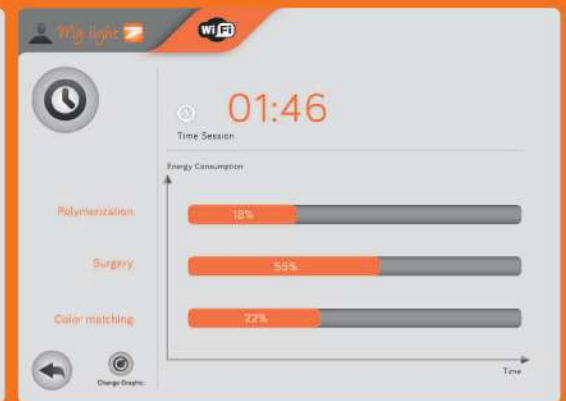 My light
WiFi
01:46
Time Session
Energy Consumption
Polymerization
18%
Surgery
55%
Color matching
22%
Change Graphic
Time